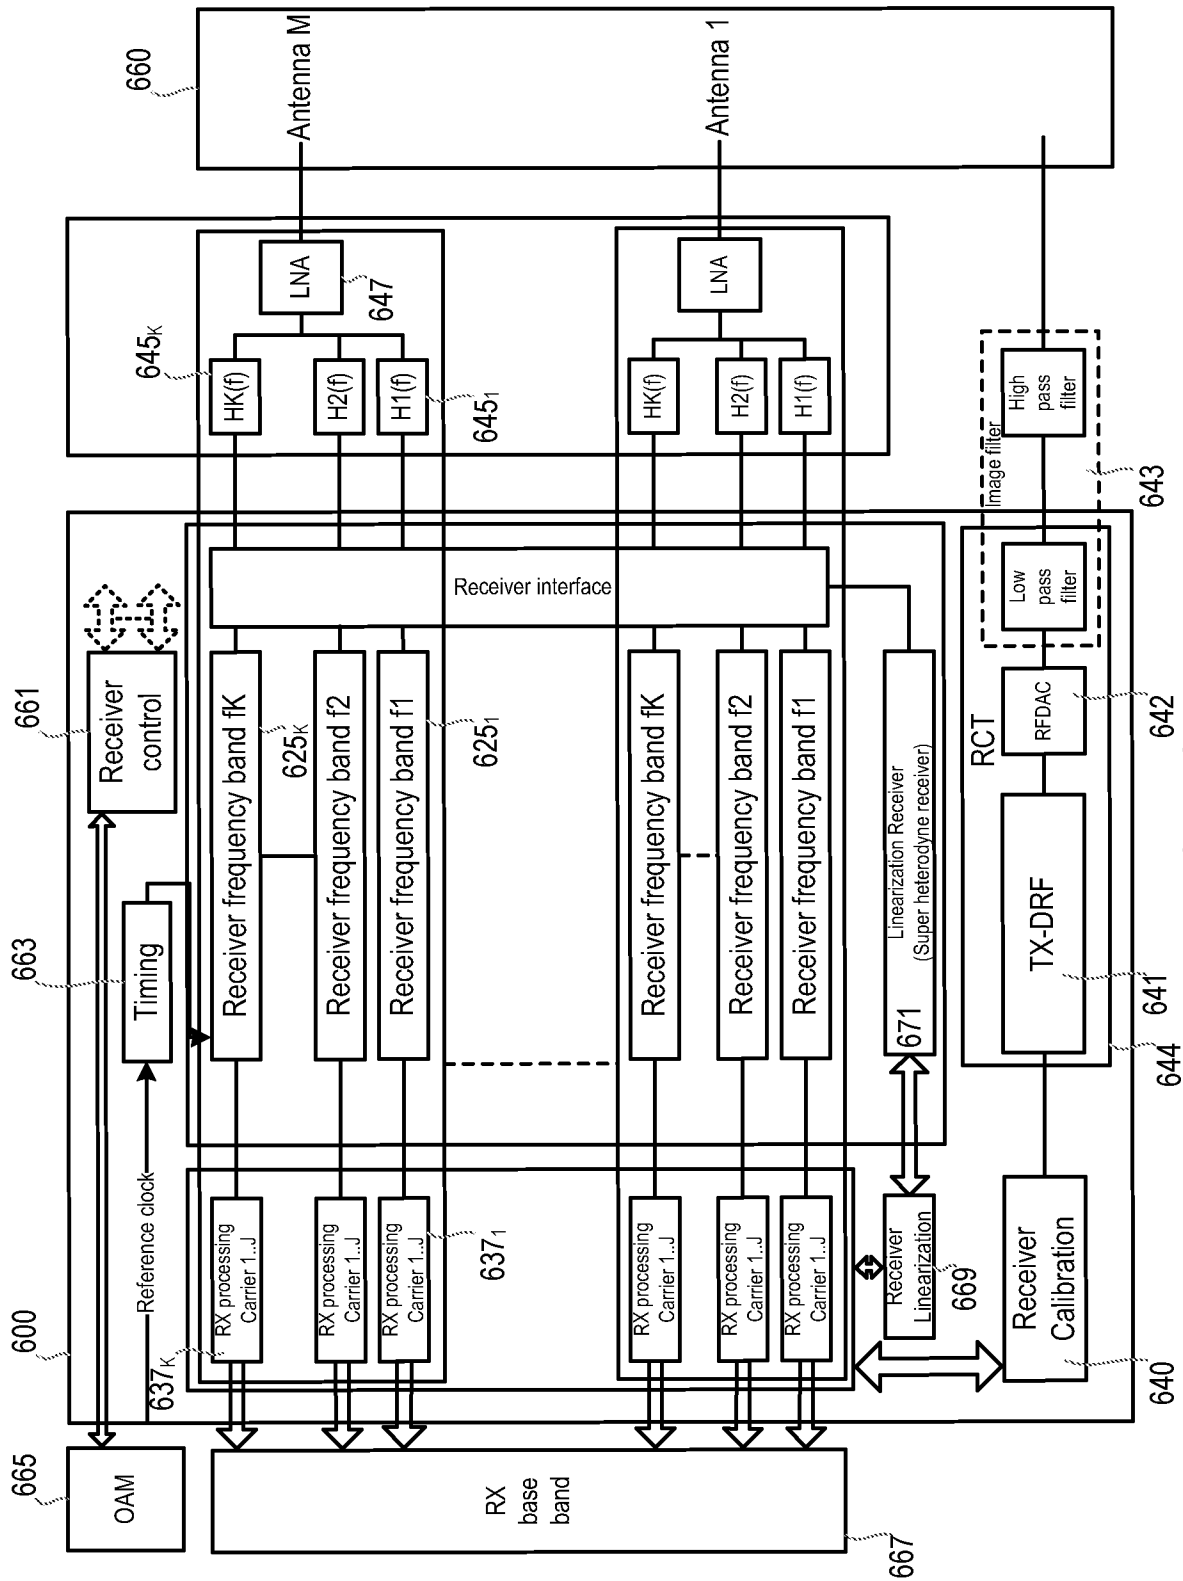 665
OAM
600
Reference clock
663
Timing
661
Receiver
control
660
667
RX
base
band
637K
RX processing
Carrier 1..J
Receiver frequency band fK
625K
HK(f)
645K
LNA
647
Antenna M
RX processing
Carrier 1..J
Receiver frequency band f2
H2(f)
RX processing
Carrier 1..J
637₁
Receiver frequency band f1
625₁
H1(f)
645₁
Receiver interface
RX processing
Carrier 1..J
Receiver frequency band fK
HK(f)
LNA
Antenna 1
RX processing
Carrier 1..J
Receiver frequency band f2
H2(f)
RX processing
Carrier 1..J
Receiver frequency band f1
H1(f)
Receiver
Linearization
669
671
Linearization Receiver
(Super heterodyne receiver)
Receiver
Calibration
640
RCT
TX-DRF
641
644
RFDAC
642
Image filter
Low
pass
filter
High
pass
filter
643